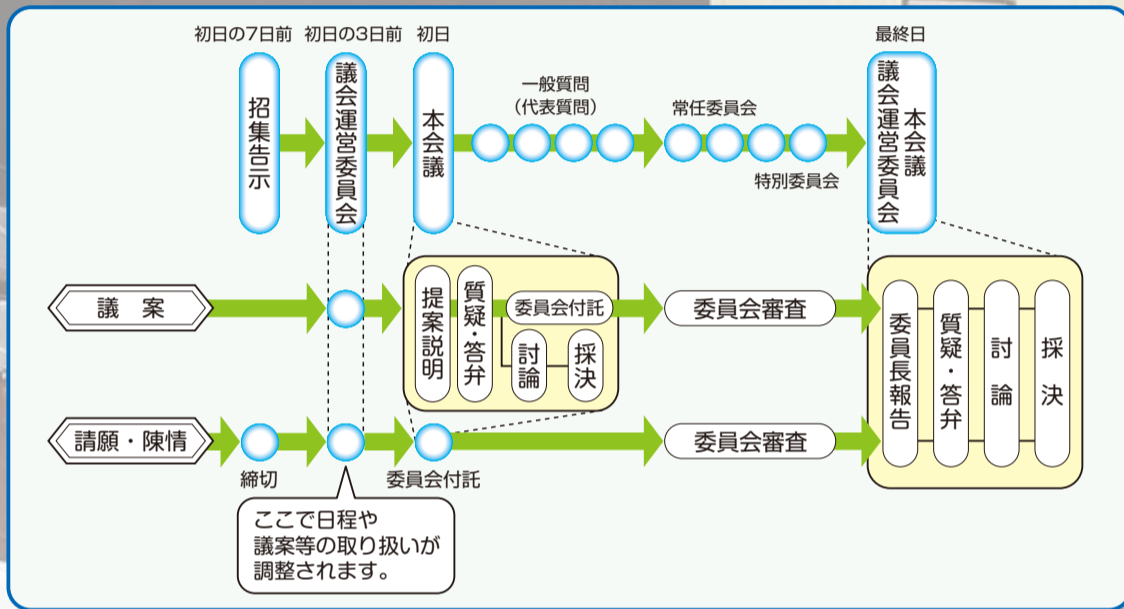 初日の7日前
初日の3日前
初日
最終日
招集告示
議会運営委員会
本会議
一般質問
（代表質問）
常任委員会
特別委員会
本会議
議会運営委員会
議　案
提案説明
質疑・答弁
委員会付託
討論
採決
委員会審査
委員長報告
質疑・答弁
討　論
採　決
請願・陳情
締切
委員会付託
委員会審査
ここで日程や
議案等の取り扱いが
調整されます。